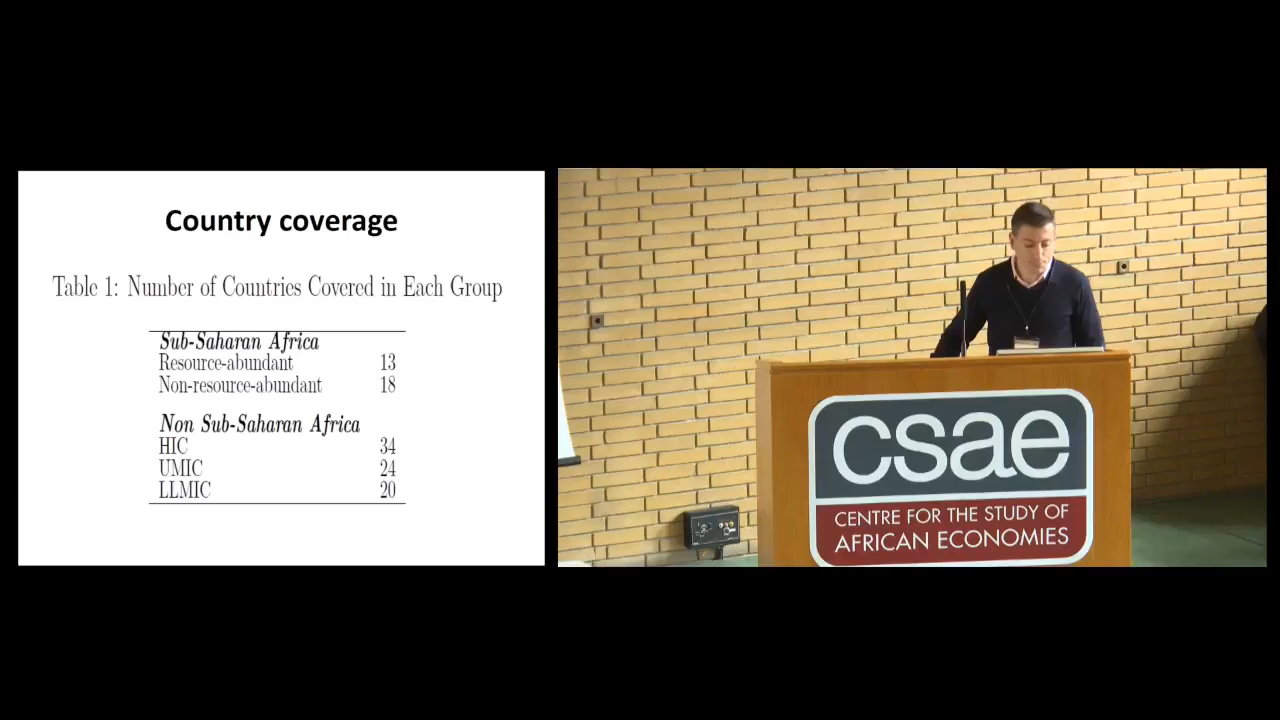 Country coverage
Table 1: Number of Countries Covered in Each Group
Sub-Saharan Africa
Resource-abundant 13
Non-resource-abundant 18
Non Sub-Saharan Africa
HIC 34
UMIC 24
LLMIC 20
csae
CENTRE FOR THE STUDY OF
AFRICAN ECONOMIES